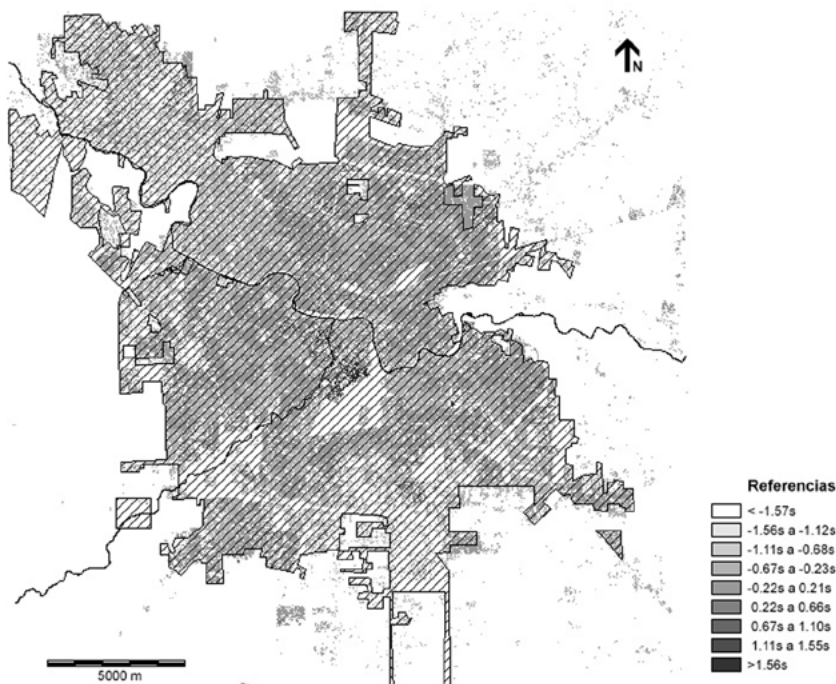 N
Referencias
< -1.57s
-1.56s a -1.12s
-1.11s a -0.68s
-0.67s a -0.23s
-0.22s a 0.21s
0.22s a 0.66s
0.67s a 1.10s
1.11s a 1.55s
>1.56s
5000 m